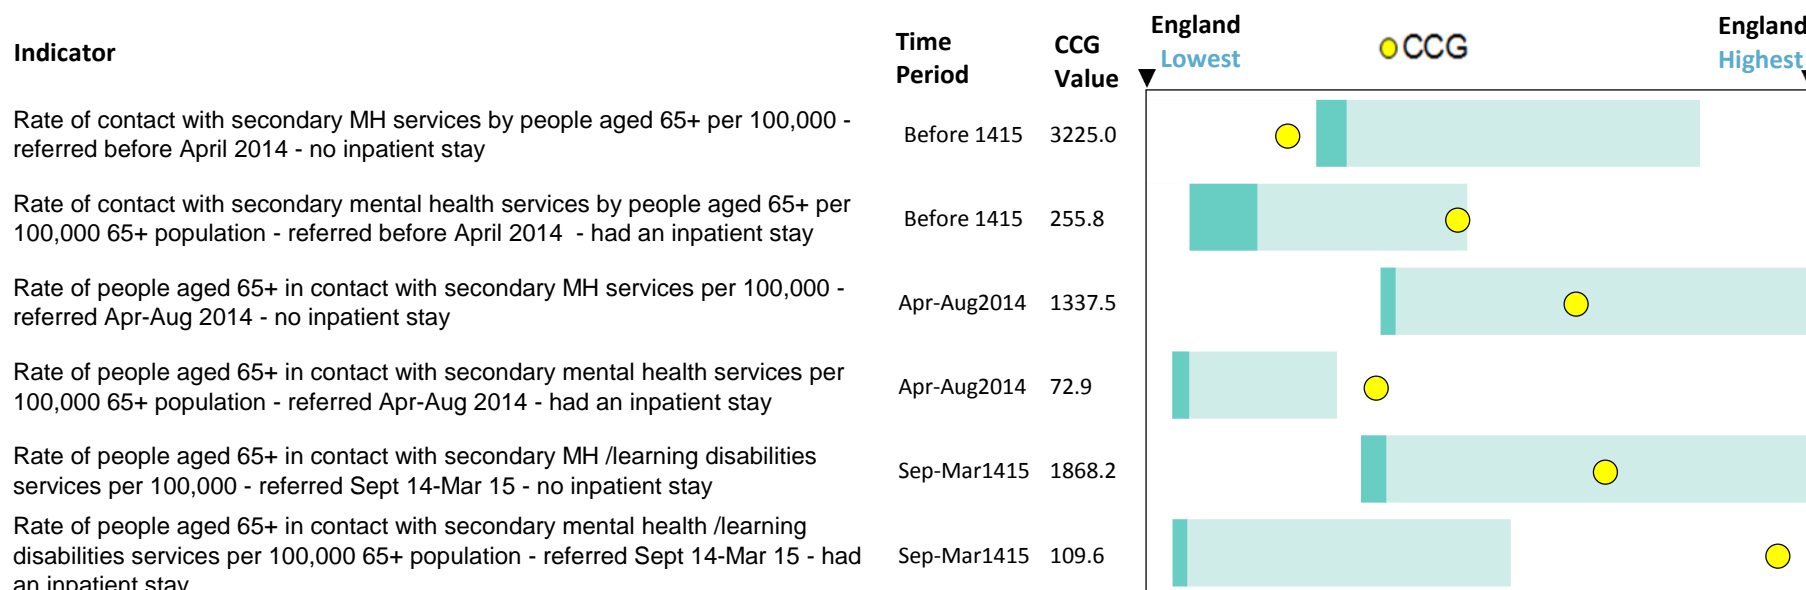 Indicator
Time
Period
CCG
Value
England
Lowest
CCG
England
Highest
Rate of contact with secondary MH services by people aged 65+ per 100,000 -
referred before April 2014 - no inpatient stay
Before 1415
3225.0
Rate of contact with secondary mental health services by people aged 65+ per
100,000 65+ population - referred before April 2014  - had an inpatient stay
Before 1415
255.8
Rate of people aged 65+ in contact with secondary MH services per 100,000 -
referred Apr-Aug 2014 - no inpatient stay
Apr-Aug2014
1337.5
Rate of people aged 65+ in contact with secondary mental health services per
100,000 65+ population - referred Apr-Aug 2014 - had an inpatient stay
Apr-Aug2014
72.9
Rate of people aged 65+ in contact with secondary MH /learning disabilities
services per 100,000 - referred Sept 14-Mar 15 - no inpatient stay
Sep-Mar1415
1868.2
Rate of people aged 65+ in contact with secondary mental health /learning
disabilities services per 100,000 65+ population - referred Sept 14-Mar 15 - had
an inpatient stay
Sep-Mar1415
109.6